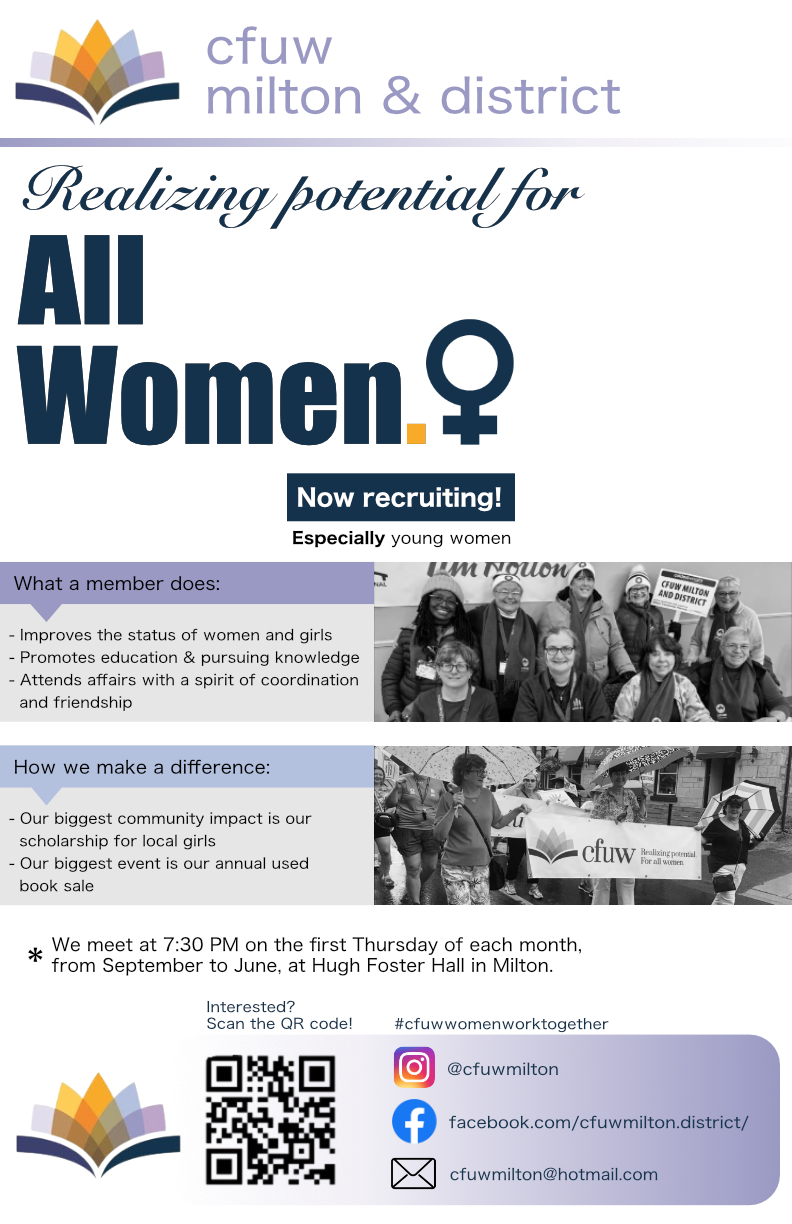 cfuw
milton & district
Realizing potential for
All
Women.
Now recruiting!
Especially young women
What a member does:
- Improves the status of women and girls
- Promotes education & pursuing knowledge
- Attends affairs with a spirit of coordination
and friendship
CFUW MILTON
AND DISTRICT
How we make a difference:
- Our biggest community impact is our
scholarship for local girls
- Our biggest event is our annual used
book sale
cfuw
Realizing potential
For all women
* We meet at 7:30 PM on the first Thursday of each month,
from September to June, at Hugh Foster Hall in Milton.
Interested?
Scan the QR code!
#cfuwwomenworktogether
@cfuwmilton
facebook.com/cfuwmilton.district/
cfuwmilton@hotmail.com